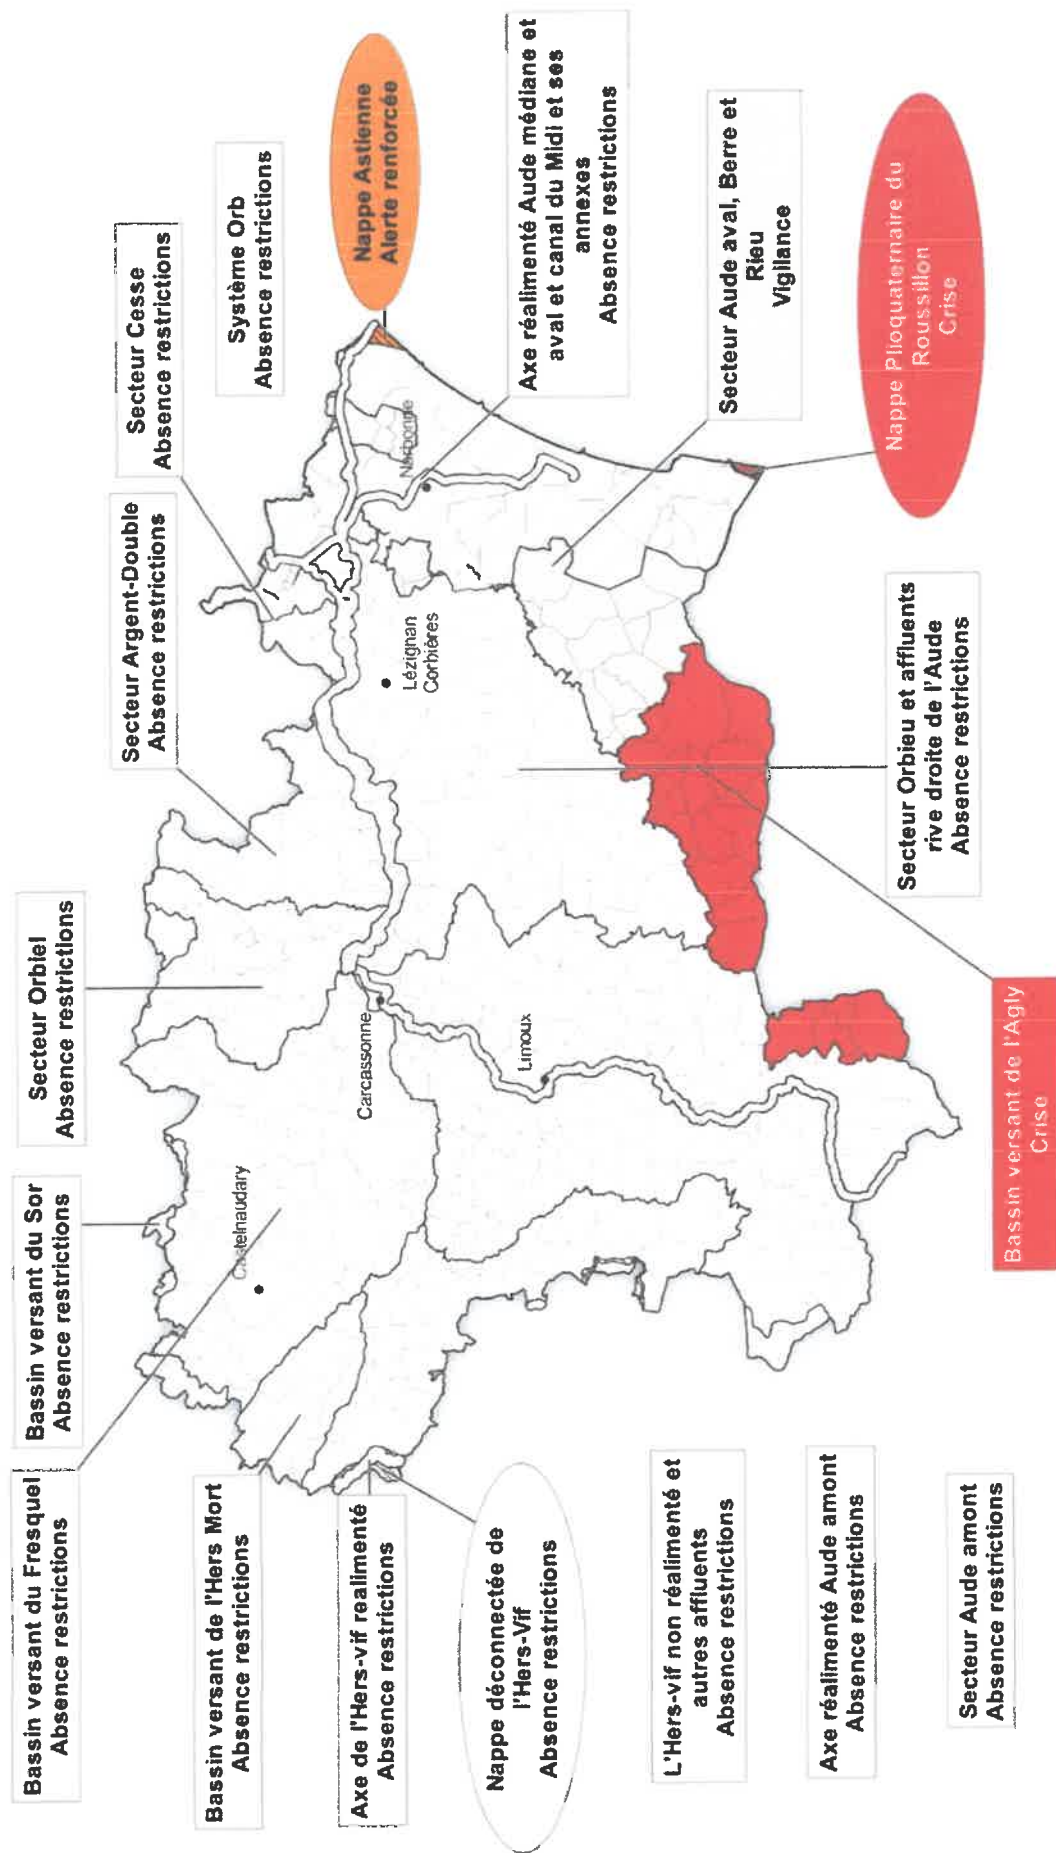 Bassin versant du Fresquel
Absence restrictions
Bassin versant du Sor
Absence restrictions
Secteur Orbiel
Absence restrictions
Secteur Argent-Double
Absence restrictions
Secteur Cesse
Absence restrictions
Système Orb
Absence restrictions
Nappe Astienne
Alerte renforcée
Axe réalimenté Aude médiane et
aval et canal du Midi et ses
annexes
Absence restrictions
Secteur Aude aval, Berre et
Rieu
Vigilance
Nappe Plioquaternaire du
Roussillon
Crise
Secteur Orbieu et affluents
rive droite de l'Aude
Absence restrictions
Bassin versant de l'Agly
Crise
Bassin versant de l'Hers Mort
Absence restrictions
Axe de l'Hers-vif realimenté
Absence restrictions
Nappe déconnectée de
l'Hers-Vif
Absence restrictions
L'Hers-vif non réalimenté et
autres affluents
Absence restrictions
Axe réalimenté Aude amont
Absence restrictions
Secteur Aude amont
Absence restrictions
Castelnaudary
Carcassonne
Limoux
Lézignan
Corbières
Narbonne